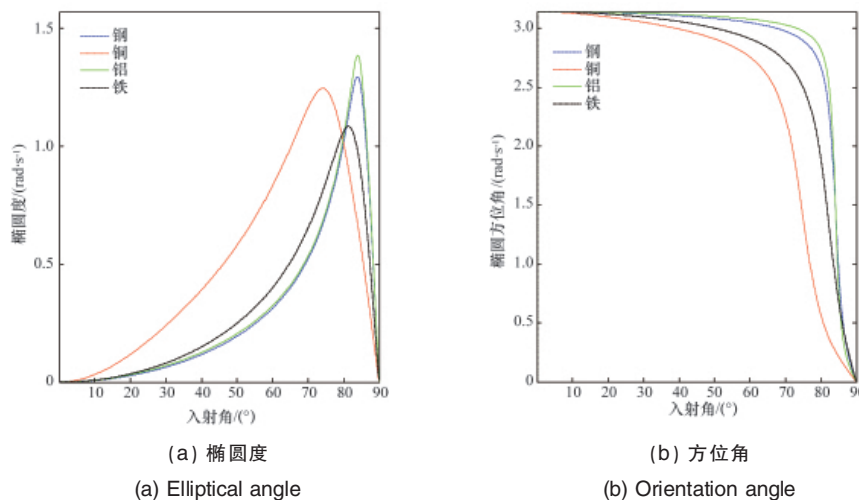 1.5
1.0
0.5
0
椭圆度/(rad·s⁻¹)
钢
铜
铝
铁
10 20 30 40 50 60 70 80 90
入射角/(°)
(a) 椭圆度
(a) Elliptical angle
3.0
2.5
2.0
1.5
1.0
0.5
0
椭圆方位角/(rad·s⁻¹)
钢
铜
铝
铁
10 20 30 40 50 60 70 80 90
入射角/(°)
(b) 方位角
(b) Orientation angle